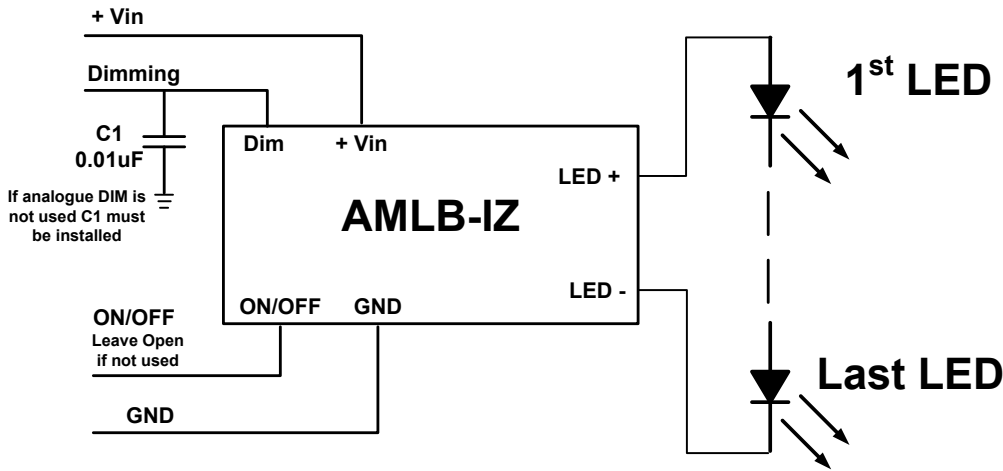 + Vin
Dimming
C1
0.01uF
If analogue DIM is
not used C1 must
be installed
Dim
+ Vin
LED +
AMLB-IZ
LED -
ON/OFF
GND
ON/OFF
Leave Open
if not used
GND
1st LED
Last LED